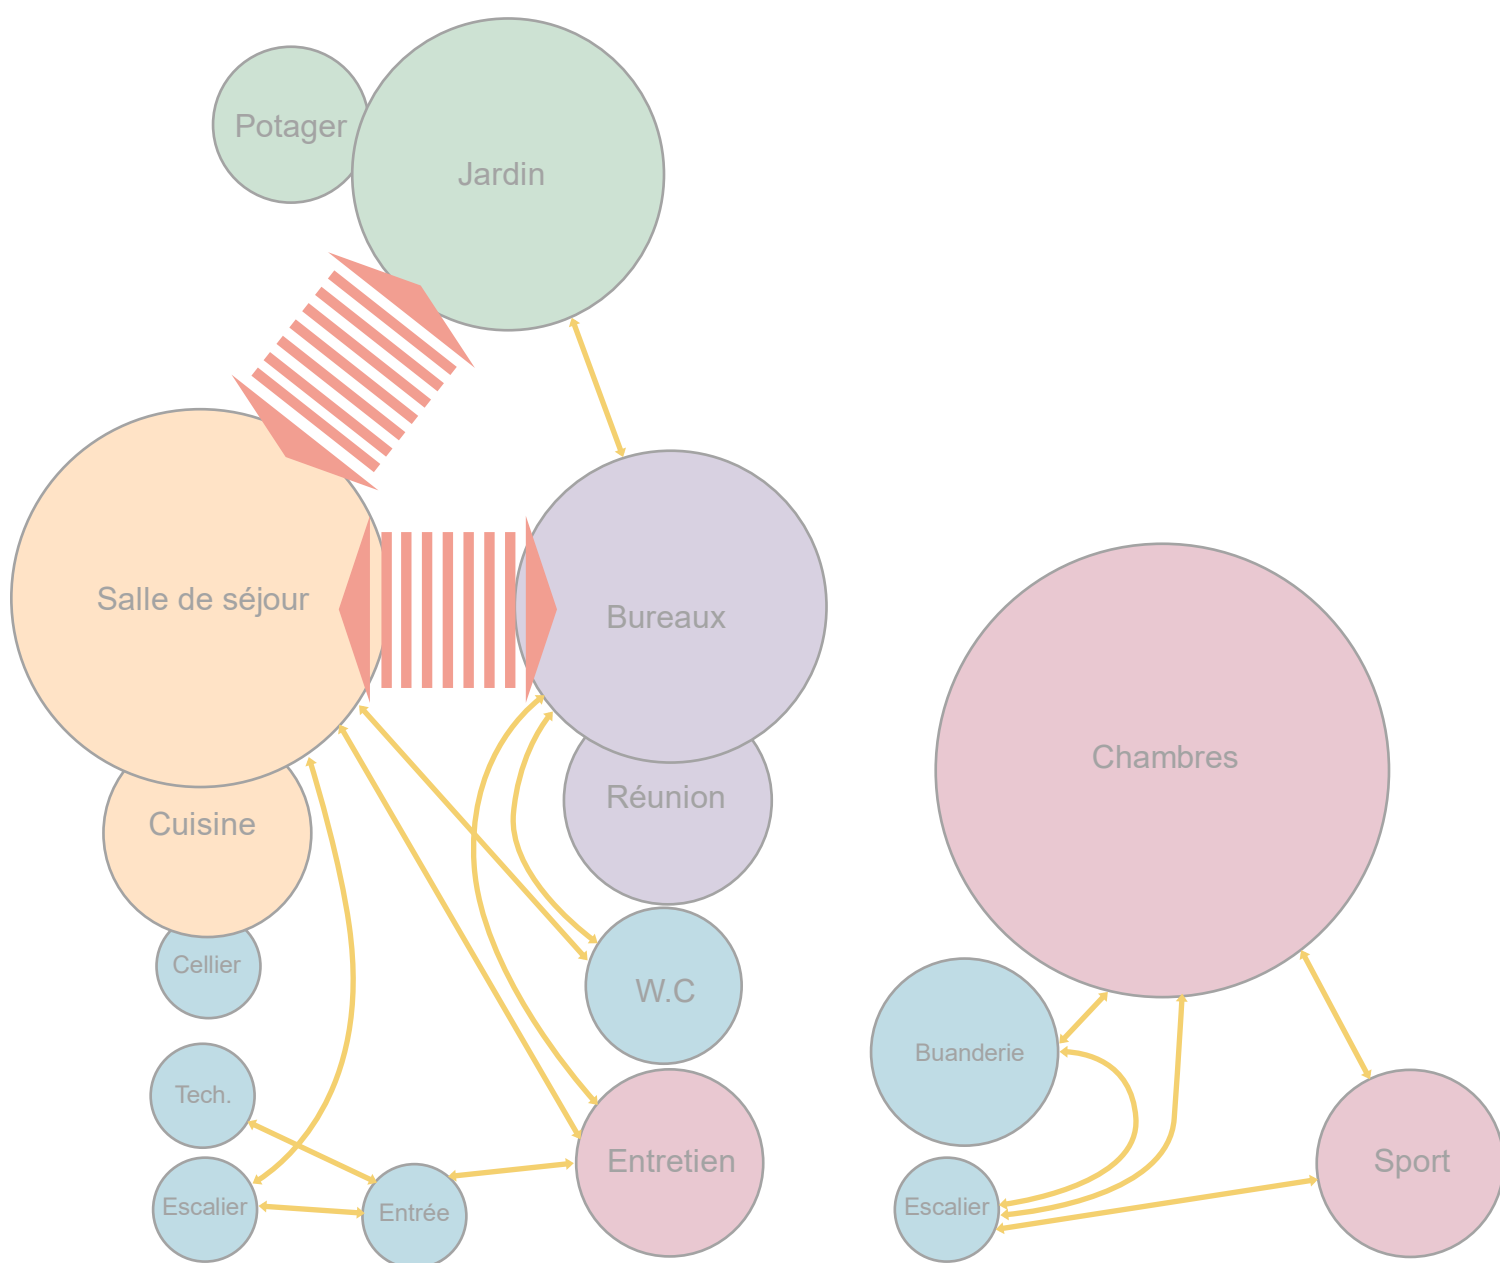 Potager
Jardin
Salle de séjour
Bureaux
Chambres
Réunion
Cuisine
Cellier
W.C
Buanderie
Tech.
Entretien
Sport
Escalier
Entrée
Escalier